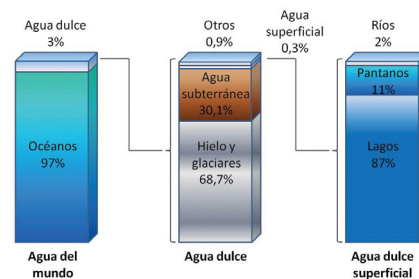 Agua dulce
3%
Océanos
97%
Agua del
mundo
Otros
0,9%
Agua
superficial
0,3%
Agua
subterránea
30,1%
Hielo y
glaciares
68,7%
Agua dulce
Ríos
2%
Pantanos
11%
Lagos
87%
Agua dulce
superficial